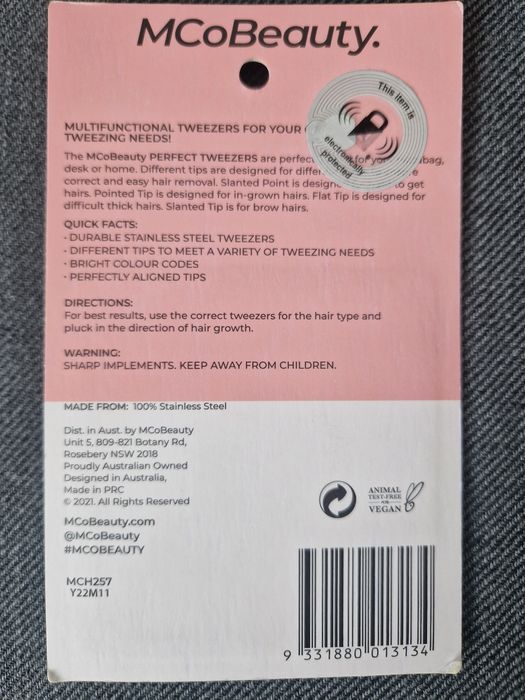 MCoBeauty.
This item is
electronically
protected
MULTIFUNCTIONAL TWEEZERS FOR YOUR
TWEEZING NEEDS!
The MCoBeauty PERFECT TWEEZERS are perfec for you bag,
desk or home. Different tips are designed for differ
correct and easy hair removal. Slanted Point is design to get
hairs. Pointed Tip is designed for in-grown hairs. Flat Tip is designed for
difficult thick hairs. Slanted Tip is for brow hairs.
QUICK FACTS:
• DURABLE STAINLESS STEEL TWEEZERS
• DIFFERENT TIPS TO MEET A VARIETY OF TWEEZING NEEDS
• BRIGHT COLOUR CODES
• PERFECTLY ALIGNED TIPS
DIRECTIONS:
For best results, use the correct tweezers for the hair type and
pluck in the direction of hair growth.
WARNING:
SHARP IMPLEMENTS. KEEP AWAY FROM CHILDREN.
MADE FROM: 100% Stainless Steel
Dist. in Aust. by MCoBeauty
Unit 5, 809-821 Botany Rd,
Rosebery NSW 2018
Proudly Australian Owned
Designed in Australia,
Made in PRC
© 2021. All Rights Reserved
MCoBeauty.com
@MCoBeauty
#MCOBEAUTY
MCH257
Y22M11
ANIMAL
TEST-FREE
AND
VEGAN
9 331880 013134